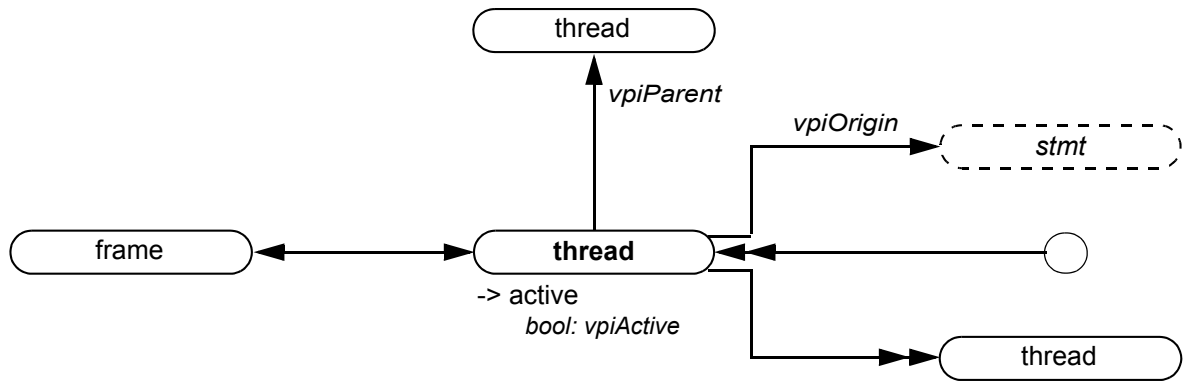 thread
vpiParent
vpiOrigin
stmt
frame
thread
-> active
bool: vpiActive
thread